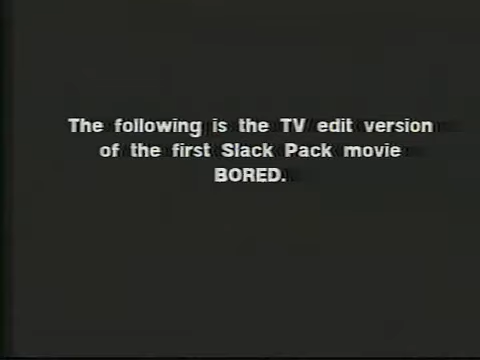 The following is the TV edit version
of the first Slack Pack movie
BORED.